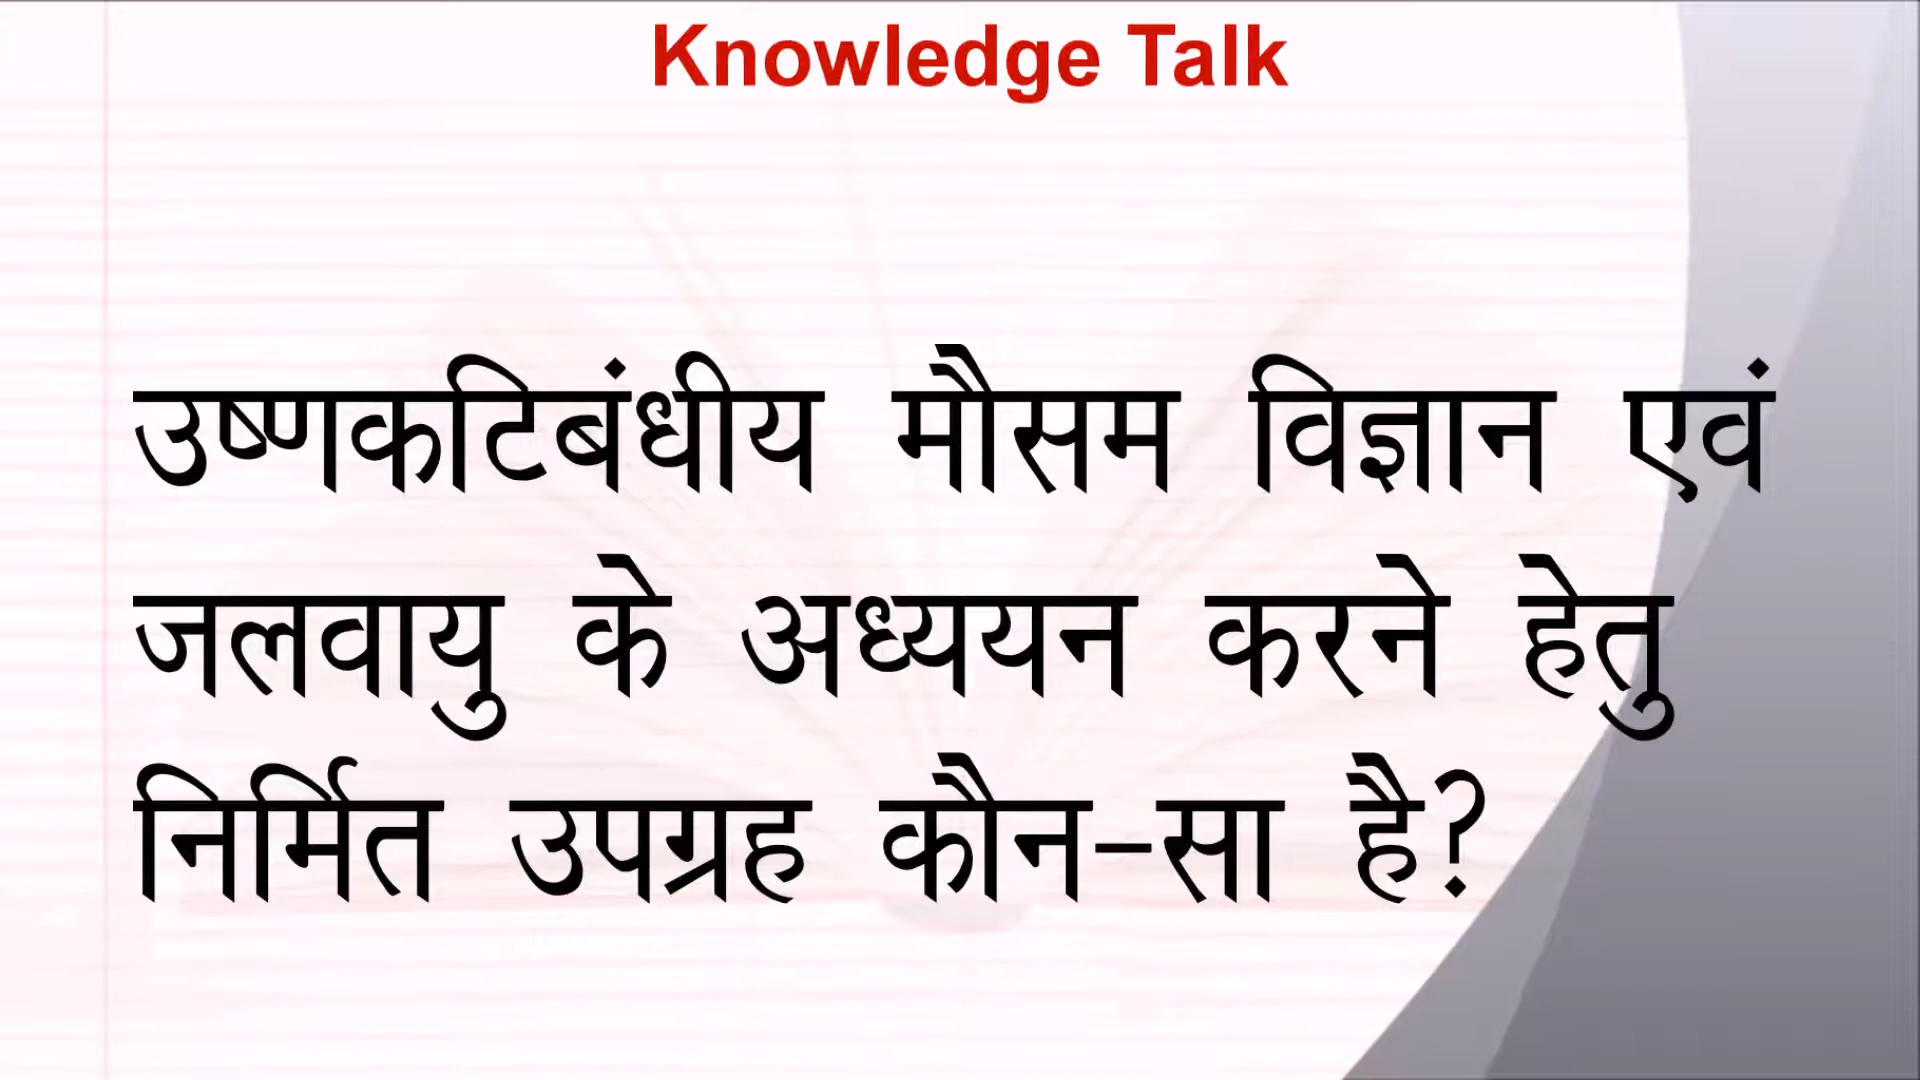 Knowledge Talk
उष्णकटिबंधीय मौसम विज्ञान एवं
जलवायु के अध्ययन करने हेतु
निर्मित उपग्रह कौन-सा है?